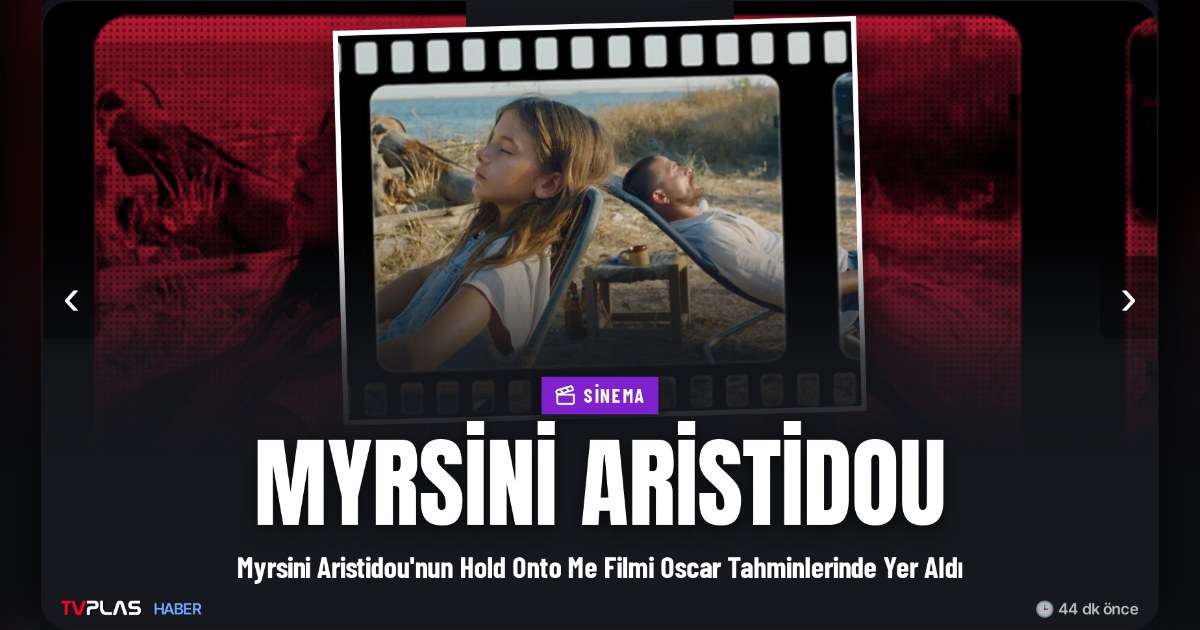 SİNEMA
MYRSİNİ ARİSTİDOU
Myrsini Aristidou'nun Hold Onto Me Filmi Oscar Tahminlerinde Yer Aldı
TVPLAS HABER
44 dk önce